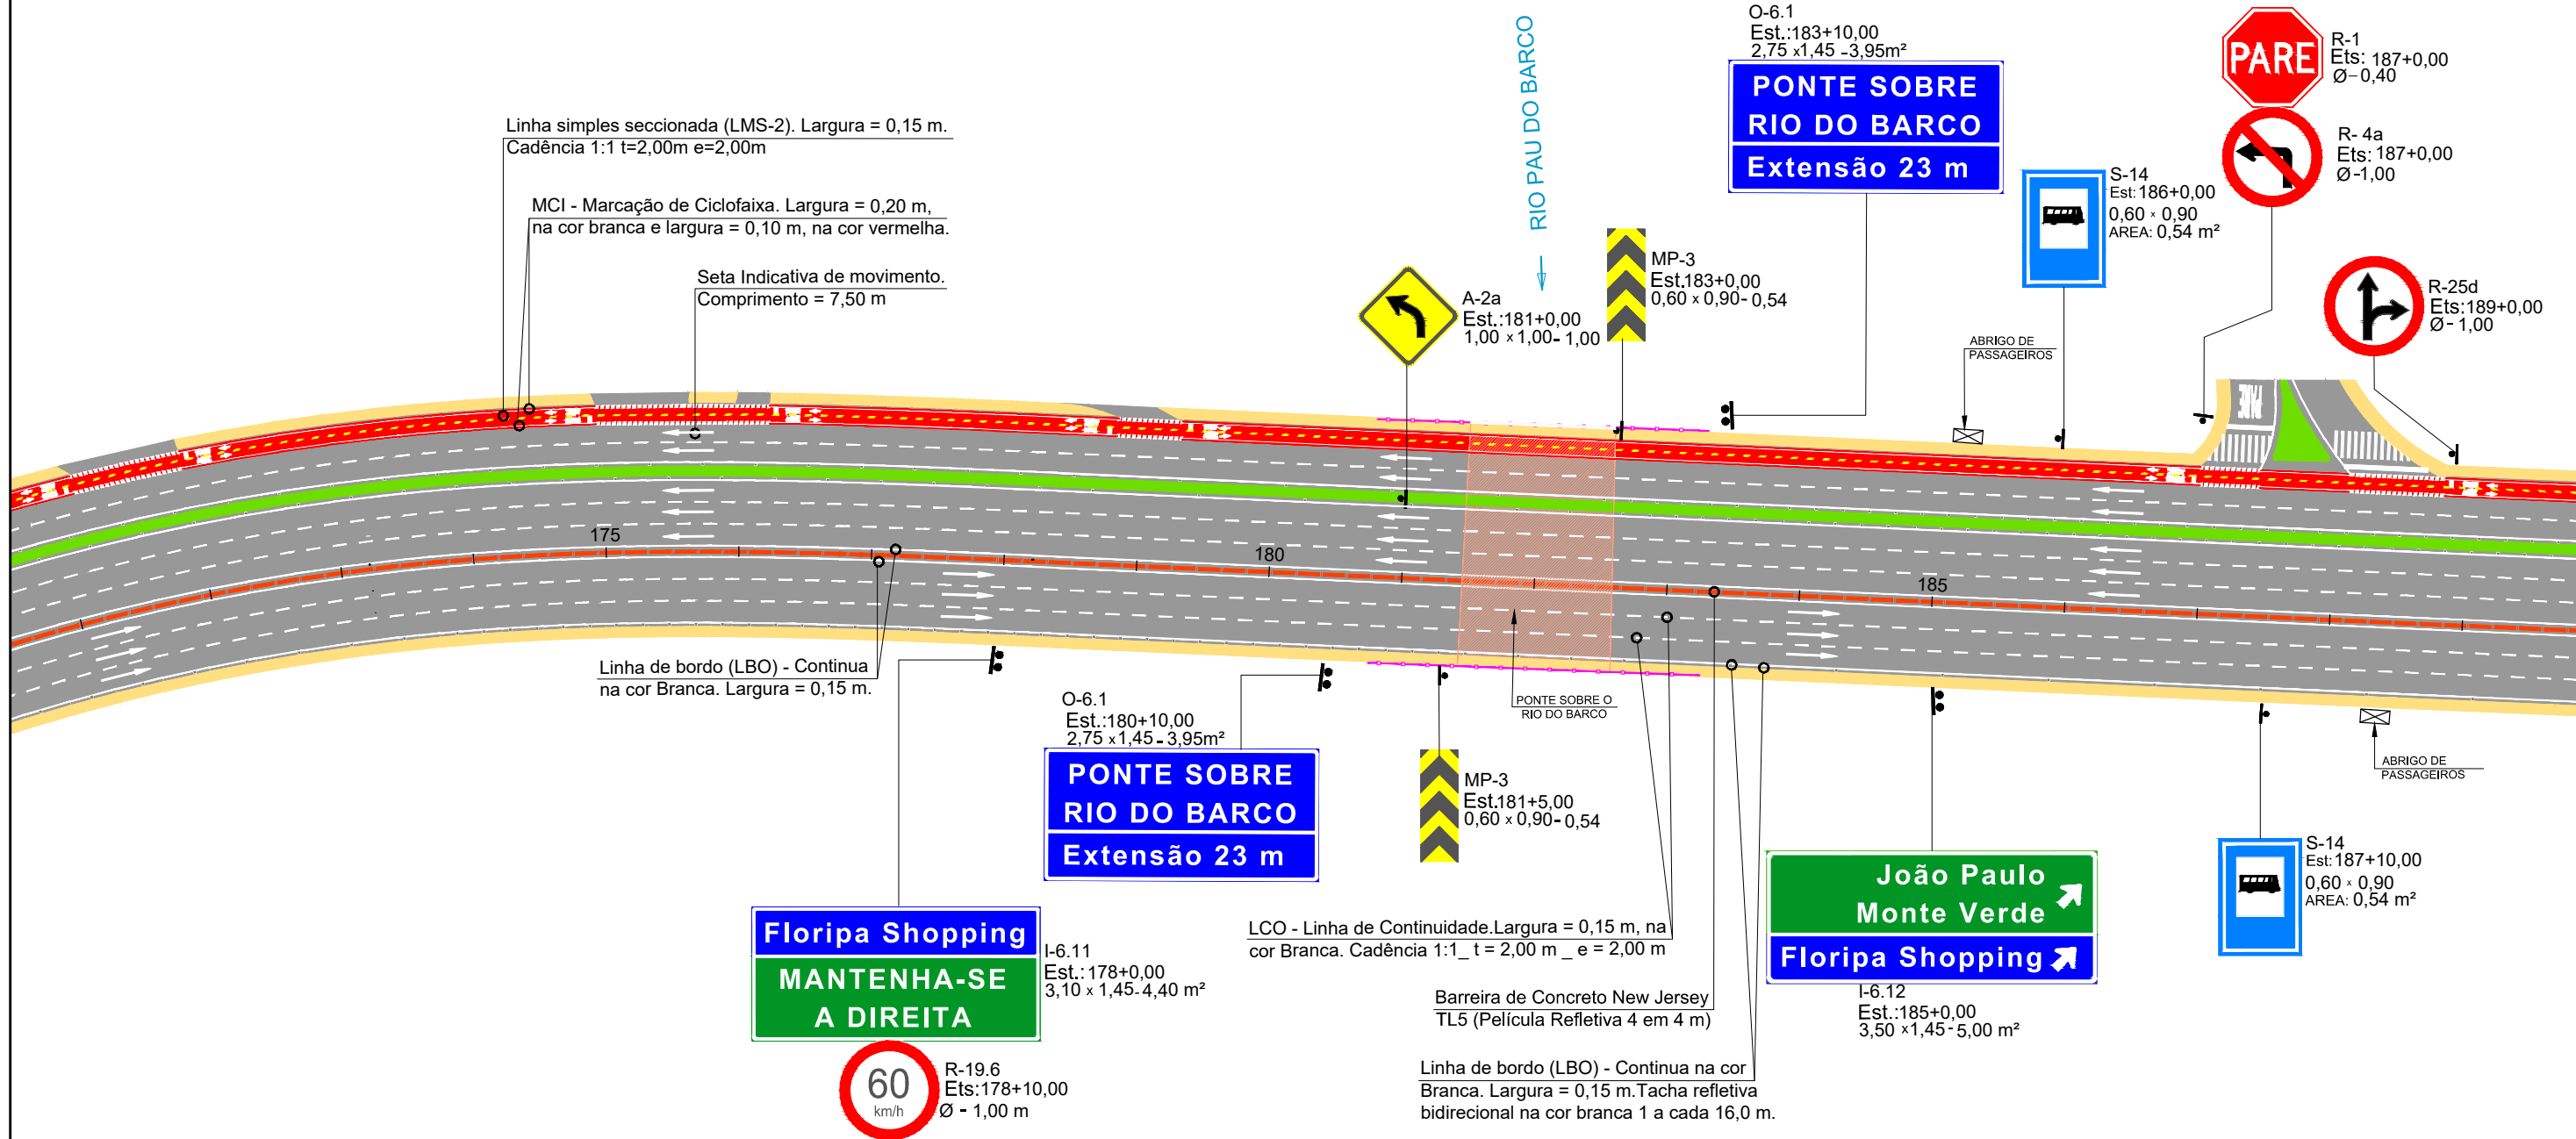 O-6.1
Est.:183+10,00
2,75 x1,45 -3,95m²
PONTE SOBRE
RIO DO BARCO
Extensão 23 m
PARE
R-1
Ets: 187+0,00
Ø-0,40
R- 4a
Ets: 187+0,00
Ø-1,00
RIO PAU DO BARCO
Linha simples seccionada (LMS-2). Largura = 0,15 m.
Cadência 1:1 t=2,00m e=2,00m
MCI - Marcação de Ciclofaixa. Largura = 0,20 m,
na cor branca e largura = 0,10 m, na cor vermelha.
Seta Indicativa de movimento.
Comprimento = 7,50 m
A-2a
Est.:181+0,00
1,00 x 1,00- 1,00
MP-3
Est.183+0,00
0,60 x 0,90- 0,54
S-14
Est:186+0,00
0,60 x 0,90
AREA: 0,54 m²
R-25d
Ets:189+0,00
Ø- 1,00
ABRIGO DE
PASSAGEIROS
PARE
175
180
185
Linha de bordo (LBO) - Continua
na cor Branca. Largura = 0,15 m.
PONTE SOBRE O
RIO DO BARCO
O-6.1
Est.:180+10,00
2,75 x1,45 - 3,95m²
PONTE SOBRE
RIO DO BARCO
Extensão 23 m
MP-3
Est.181+5,00
0,60 x 0,90- 0,54
ABRIGO DE
PASSAGEIROS
S-14
Est:187+10,00
0,60 x 0,90
AREA: 0,54 m²
João Paulo
Monte Verde
Floripa Shopping
I-6.12
Est.:185+0,00
3,50 x1,45- 5,00 m²
Floripa Shopping
MANTENHA-SE
A DIREITA
I-6.11
Est.:178+0,00
3,10 x 1,45- 4,40 m²
60
km/h
R-19.6
Ets:178+10,00
Ø - 1,00 m
LCO - Linha de Continuidade.Largura = 0,15 m, na
cor Branca. Cadência 1:1_ t = 2,00 m _ e = 2,00 m
Barreira de Concreto New Jersey
TL5 (Película Refletiva 4 em 4 m)
Linha de bordo (LBO) - Continua na cor
Branca. Largura = 0,15 m.Tacha refletiva
bidirecional na cor branca 1 a cada 16,0 m.